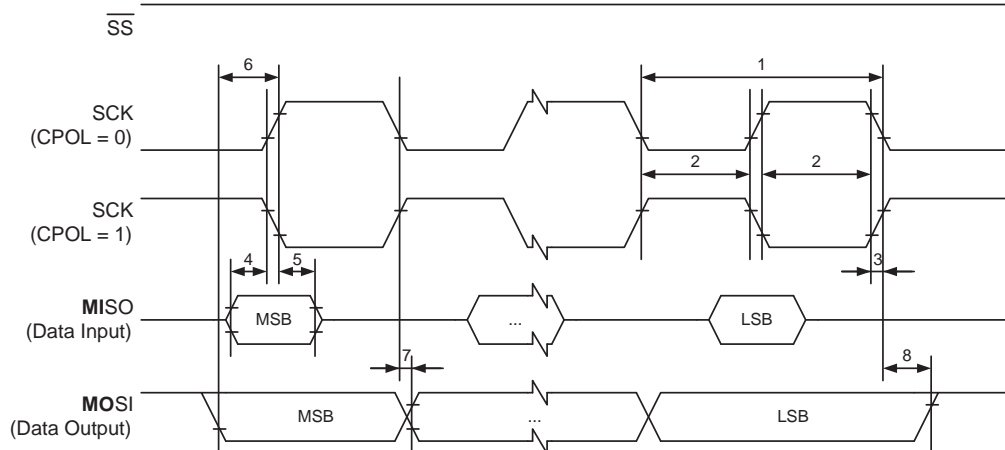 SS
6
1
SCK
(CPOL = 0)
2
2
SCK
(CPOL = 1)
4
5
3
MISO
(Data Input)
MSB
...
LSB
7
8
MOSI
(Data Output)
MSB
...
LSB